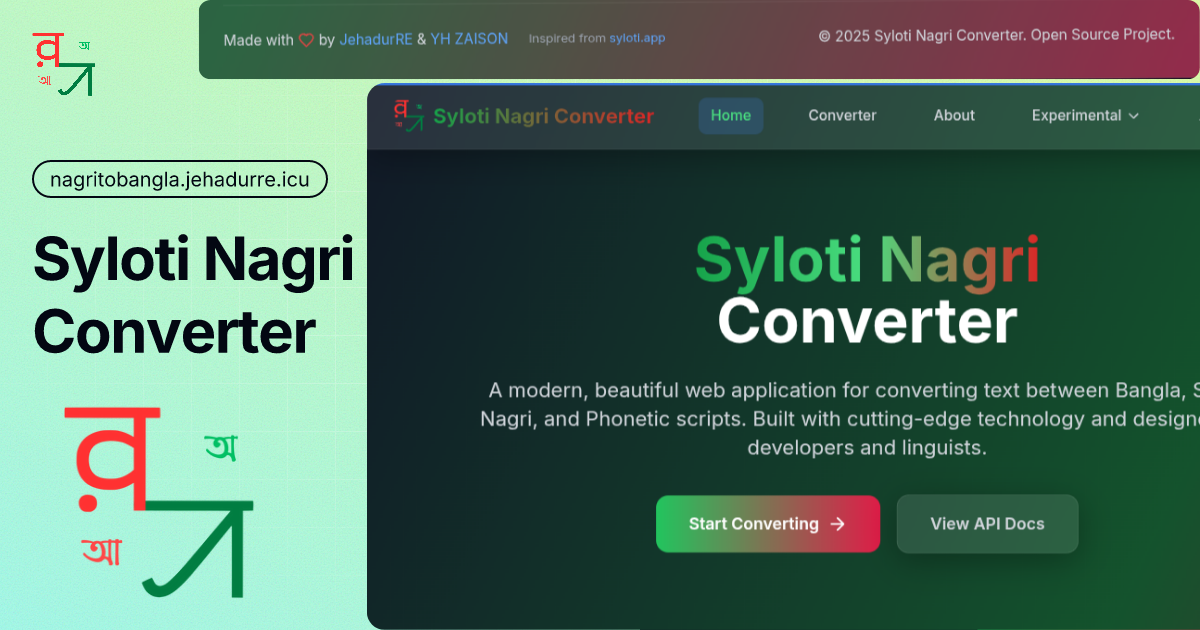 Made with by JehadurRE & YH ZAISON Inspired from syloti.app © 2025 Syloti Nagri Converter. Open Source Project.
অ
আ
nagritobangla.jehadurre.icu
Syloti Nagri
Converter
অ
আ
Syloti Nagri Converter Home Converter About Experimental
Syloti Nagri
Converter
A modern, beautiful web application for converting text between Bangla, S
Nagri, and Phonetic scripts. Built with cutting-edge technology and designe
developers and linguists.
Start Converting → View API Docs